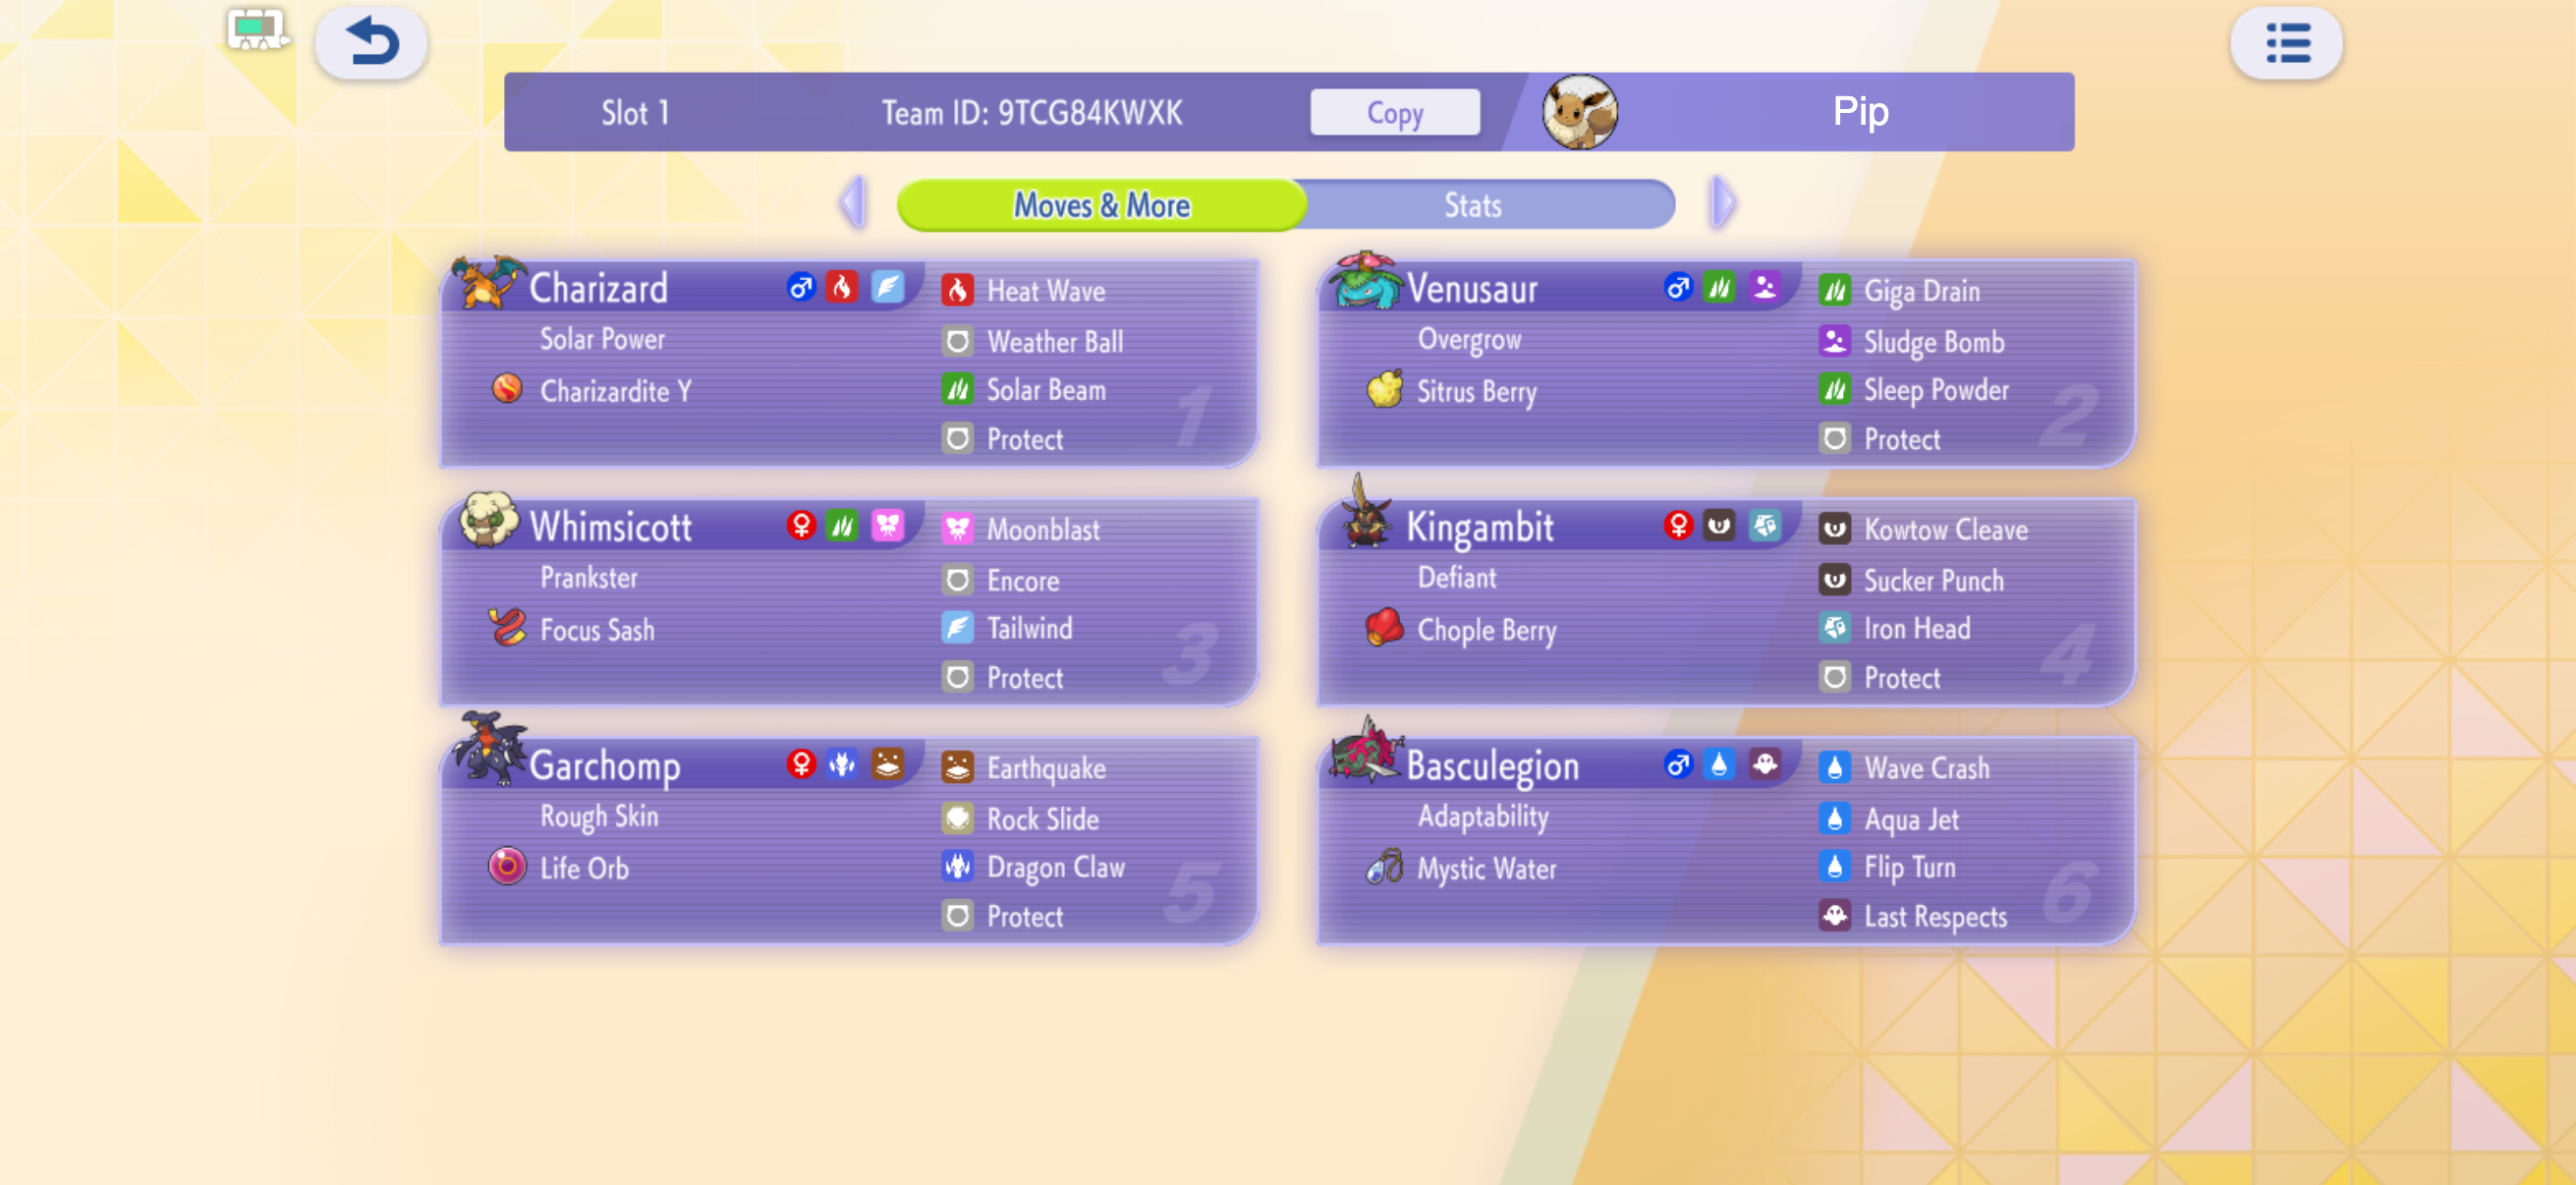 Slot 1
Team ID: 9TCG84KWXK
Copy
Pip
Moves & More
Stats
Charizard
Solar Power
Charizardite Y
Heat Wave
Weather Ball
Solar Beam
Protect
1
Venusaur
Overgrow
Sitrus Berry
Giga Drain
Sludge Bomb
Sleep Powder
Protect
2
Whimsicott
Prankster
Focus Sash
Moonblast
Encore
Tailwind
Protect
3
Kingambit
Defiant
Chople Berry
Kowtow Cleave
Sucker Punch
Iron Head
Protect
4
Garchomp
Rough Skin
Life Orb
Earthquake
Rock Slide
Dragon Claw
Protect
5
Basculegion
Adaptability
Mystic Water
Wave Crash
Aqua Jet
Flip Turn
Last Respects
6